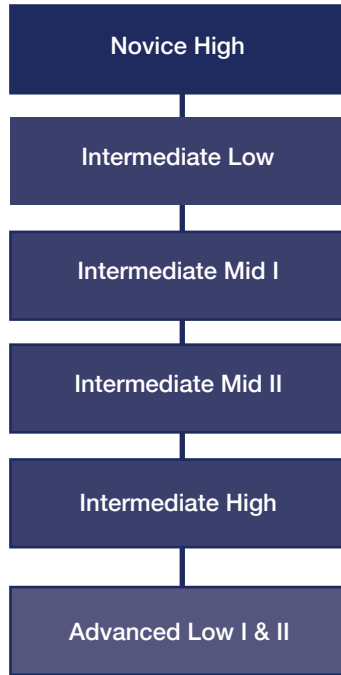 Novice High
Intermediate Low
Intermediate Mid I
Intermediate Mid II
Intermediate High
Advanced Low I & II